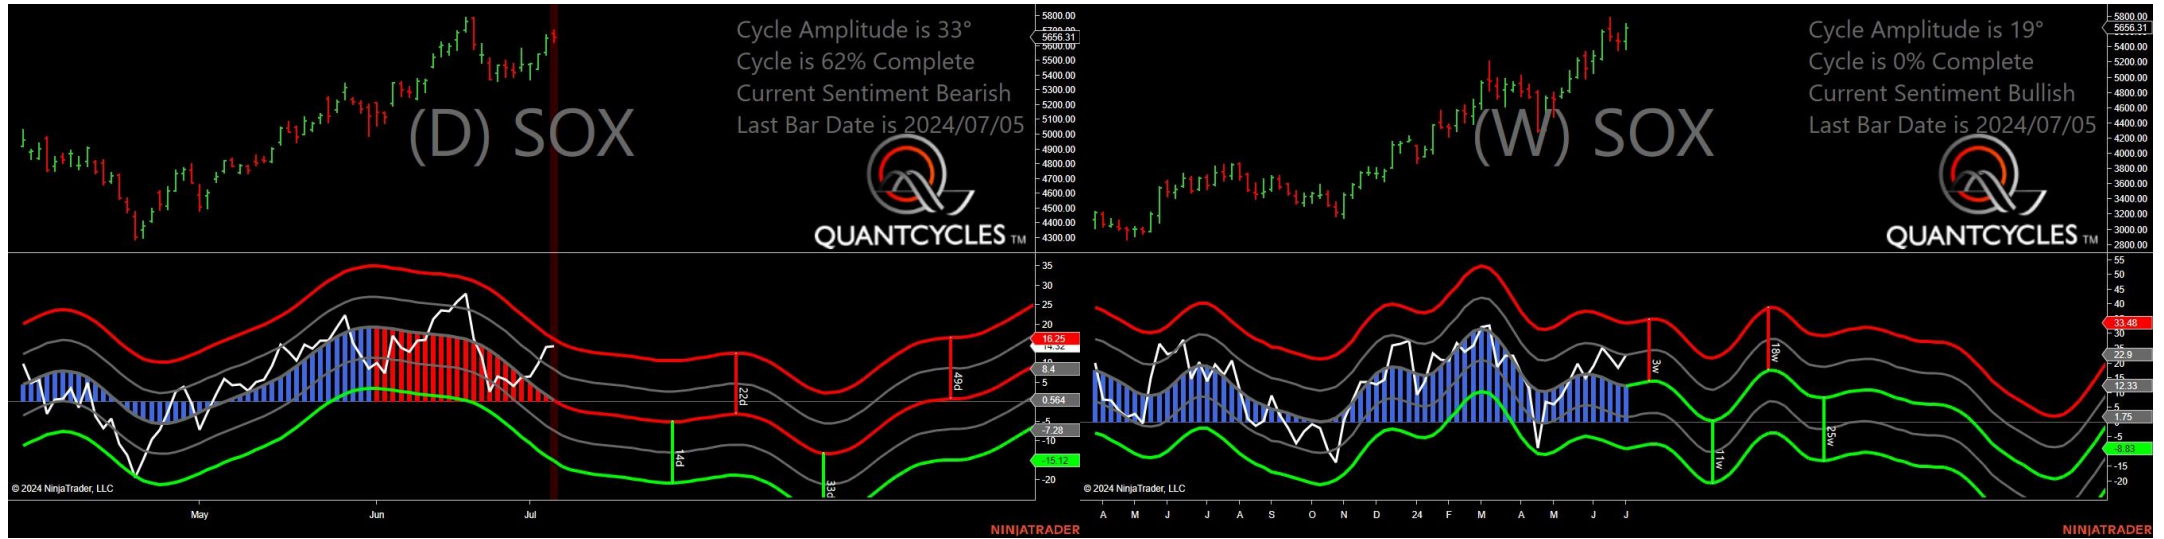 Cycle Amplitude is 33°
Cycle is 62% Complete
Current Sentiment Bearish
Last Bar Date is 2024/07/05
(D) SOX
QUANTCYCLES TM
5800.00
5656.31
5600.00
5500.00
5400.00
5300.00
5200.00
5100.00
5000.00
4900.00
4800.00
4700.00
4600.00
4500.00
4400.00
4300.00
35
30
25
20
16.25
14.32
10
8.4
5
0.564
-5
-7.28
-10
-15.12
-20
22d
49d
14d
33d
© 2024 NinjaTrader, LLC
May
Jun
Jul
NINJATRADER
Cycle Amplitude is 19°
Cycle is 0% Complete
Current Sentiment Bullish
Last Bar Date is 2024/07/05
(W) SOX
QUANTCYCLES TM
5800.00
5656.31
5400.00
5200.00
5000.00
4800.00
4600.00
4400.00
4200.00
4000.00
3800.00
3600.00
3400.00
3200.00
3000.00
2800.00
55
50
45
40
33.48
25
22.9
15
12.33
5
1.75
-5
-8.83
-15
-20
3w
18w
11w
25w
© 2024 NinjaTrader, LLC
A
M
J
J
A
S
O
N
D
24
F
M
A
M
J
J
NINJATRADER